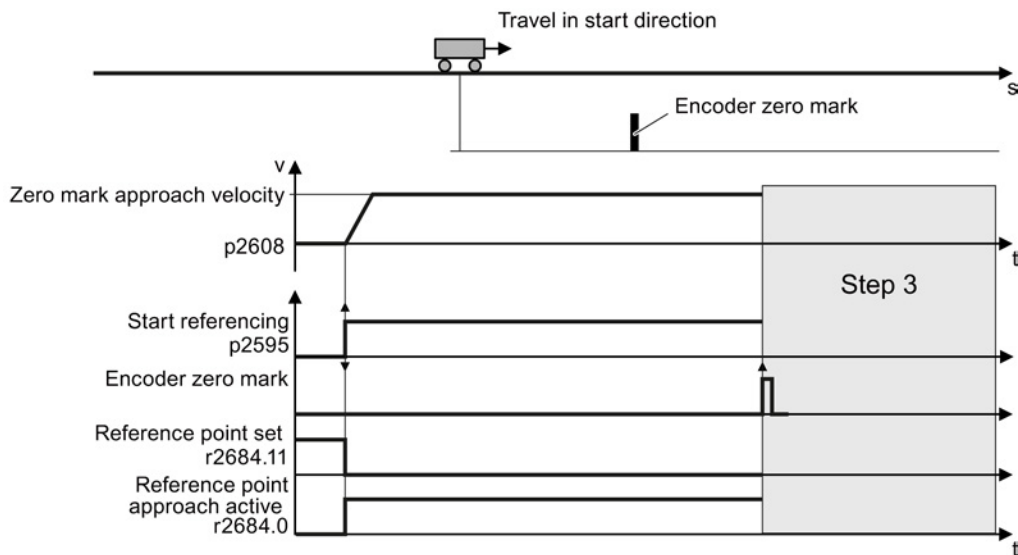 Travel in start direction
s
Encoder zero mark
v
Zero mark approach velocity
p2608
t
Step 3
Start referencing
p2595
Encoder zero mark
Reference point set
r2684.11
Reference point
approach active
r2684.0
t